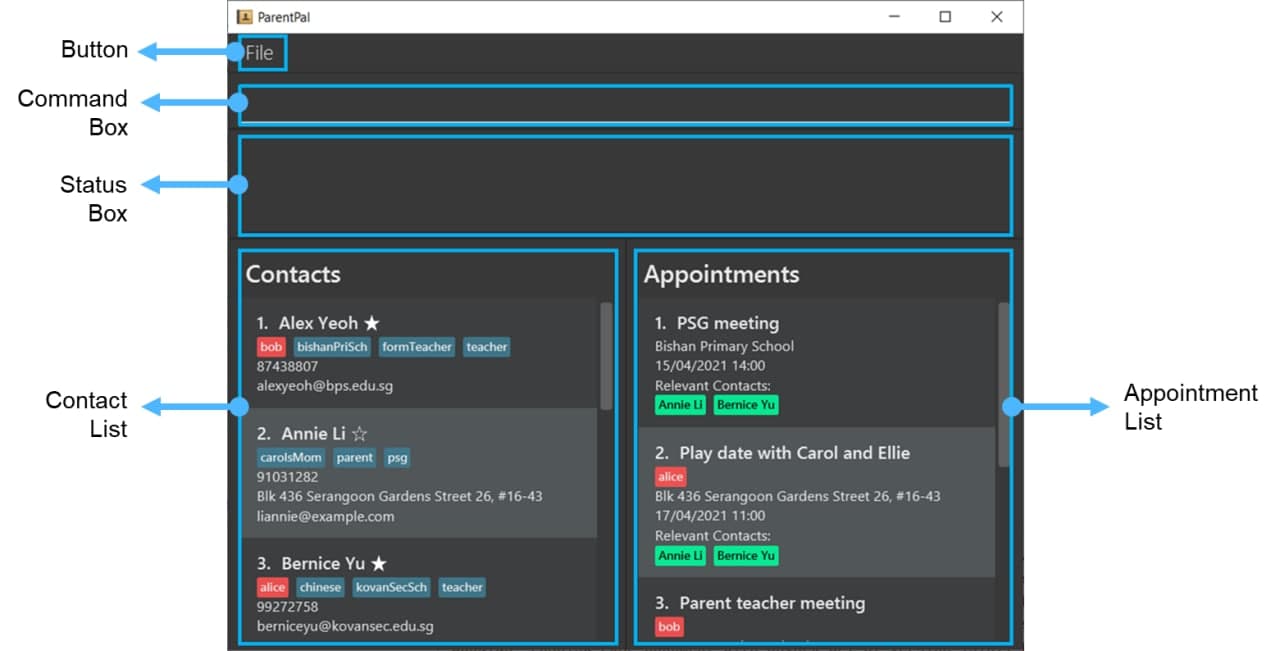 ParentPal
Button
File
Command
Box
Status
Box
Contacts
1. Alex Yeoh ★
bob bishanPriSch formTeacher teacher
87438807
alexyeoh@bps.edu.sg
2. Annie Li ☆
carolsMom parent psg
91031282
Blk 436 Serangoon Gardens Street 26, #16-43
liannie@example.com
3. Bernice Yu ★
alice chinese kovanSecSch teacher
99272758
berniceyu@kovansec.edu.sg
Contact
List
Appointments
1. PSG meeting
Bishan Primary School
15/04/2021 14:00
Relevant Contacts:
Annie Li Bernice Yu
2. Play date with Carol and Ellie
alice
Blk 436 Serangoon Gardens Street 26, #16-43
17/04/2021 11:00
Relevant Contacts:
Annie Li Bernice Yu
3. Parent teacher meeting
bob
Appointment
List